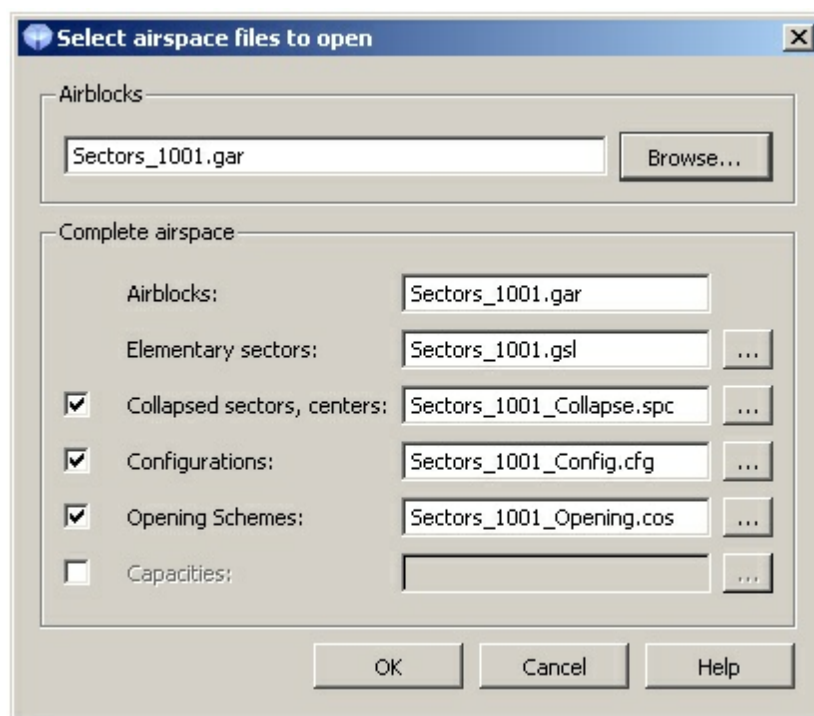 Select airspace files to open
Airblocks
Sectors_1001.gar Browse...
Complete airspace
Airblocks: Sectors_1001.gar
Elementary sectors: Sectors_1001.gsl ...
Collapsed sectors, centers: Sectors_1001_Collapse.spc ...
Configurations: Sectors_1001_Config.cfg ...
Opening Schemes: Sectors_1001_Opening.cos ...
Capacities: ...
OK Cancel Help